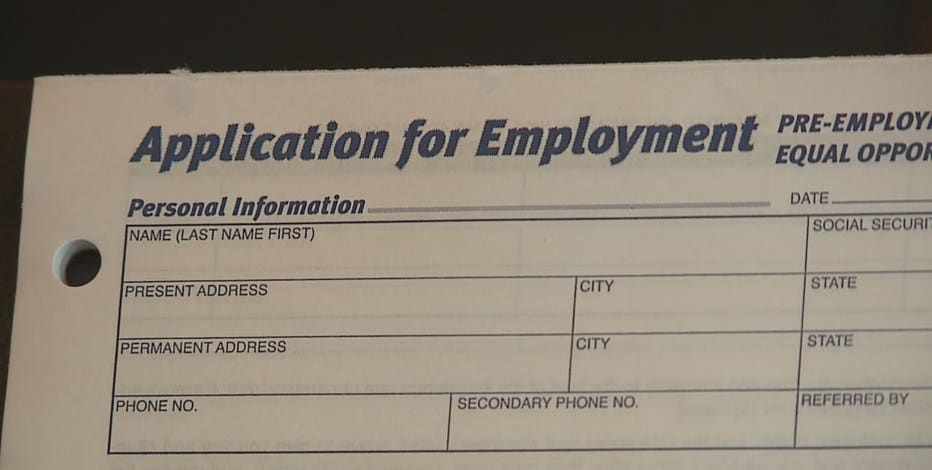 Application for Employment
PRE-EMPLOY
EQUAL OPPOR
Personal Information
DATE
NAME (LAST NAME FIRST)
SOCIAL SECURI
PRESENT ADDRESS
CITY
STATE
PERMANENT ADDRESS
CITY
STATE
PHONE NO.
SECONDARY PHONE NO.
REFERRED BY